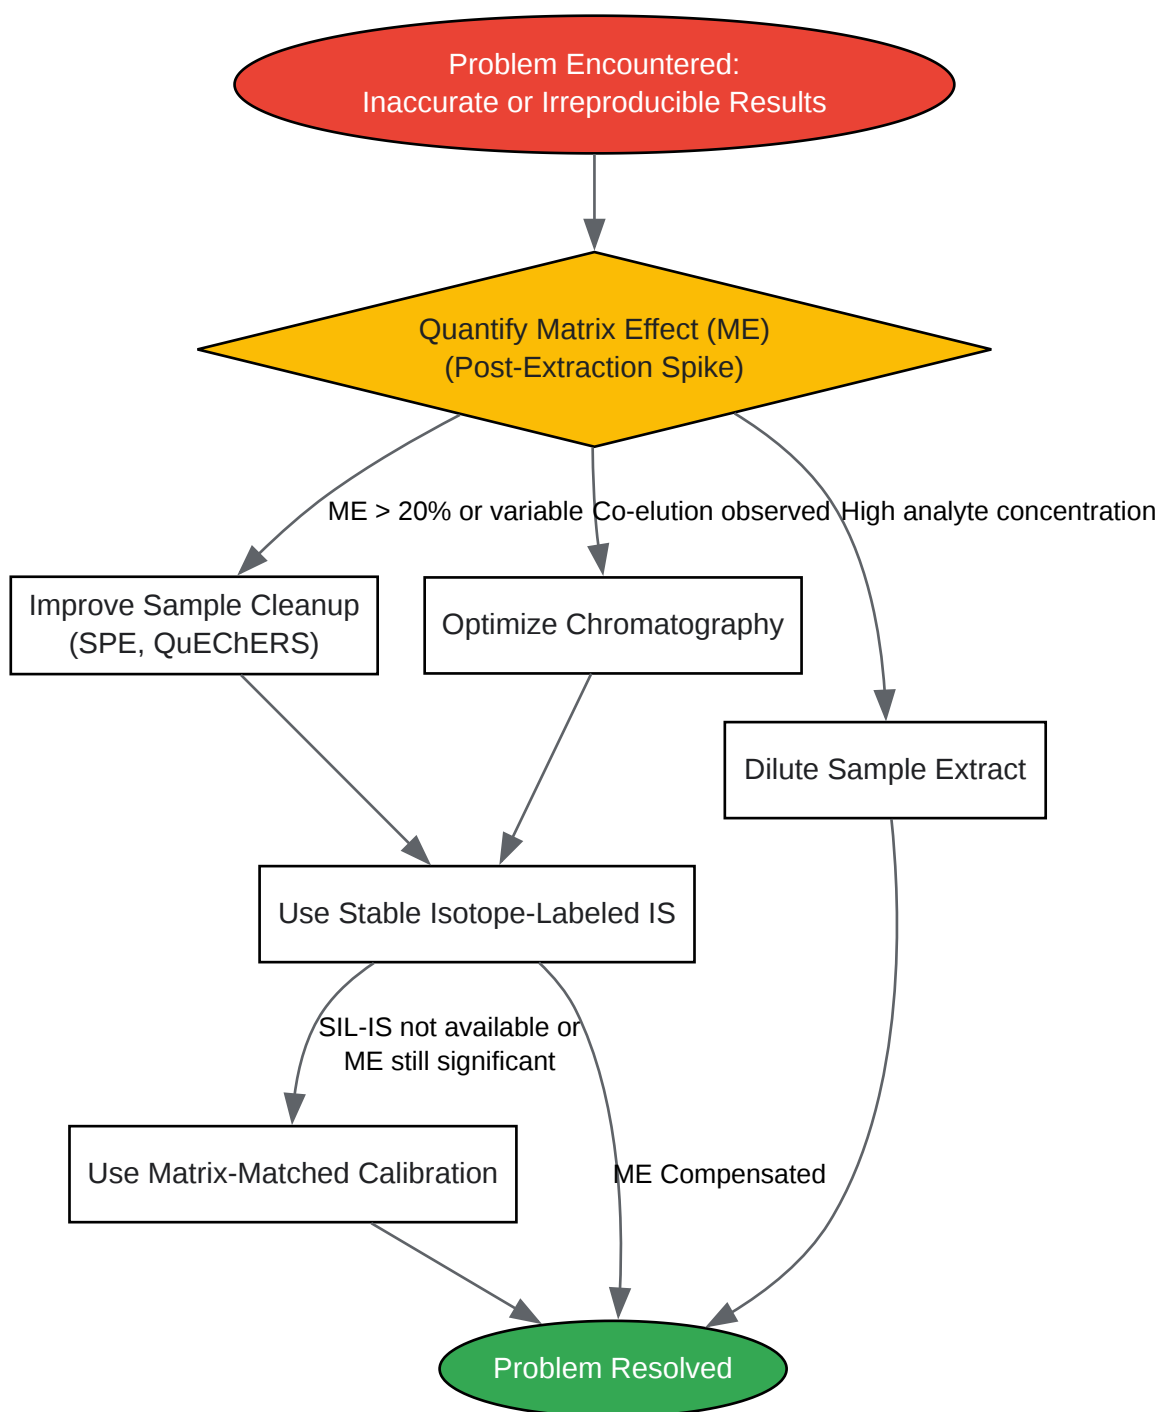 Problem Encountered:
Inaccurate or Irreproducible Results
Quantify Matrix Effect (ME)
(Post-Extraction Spike)
ME > 20% or variable
Co-elution observed
High analyte concentration
Improve Sample Cleanup
(SPE, QuEChERS)
Optimize Chromatography
Dilute Sample Extract
Use Stable Isotope-Labeled IS
SIL-IS not available or
ME still significant
Use Matrix-Matched Calibration
ME Compensated
Problem Resolved